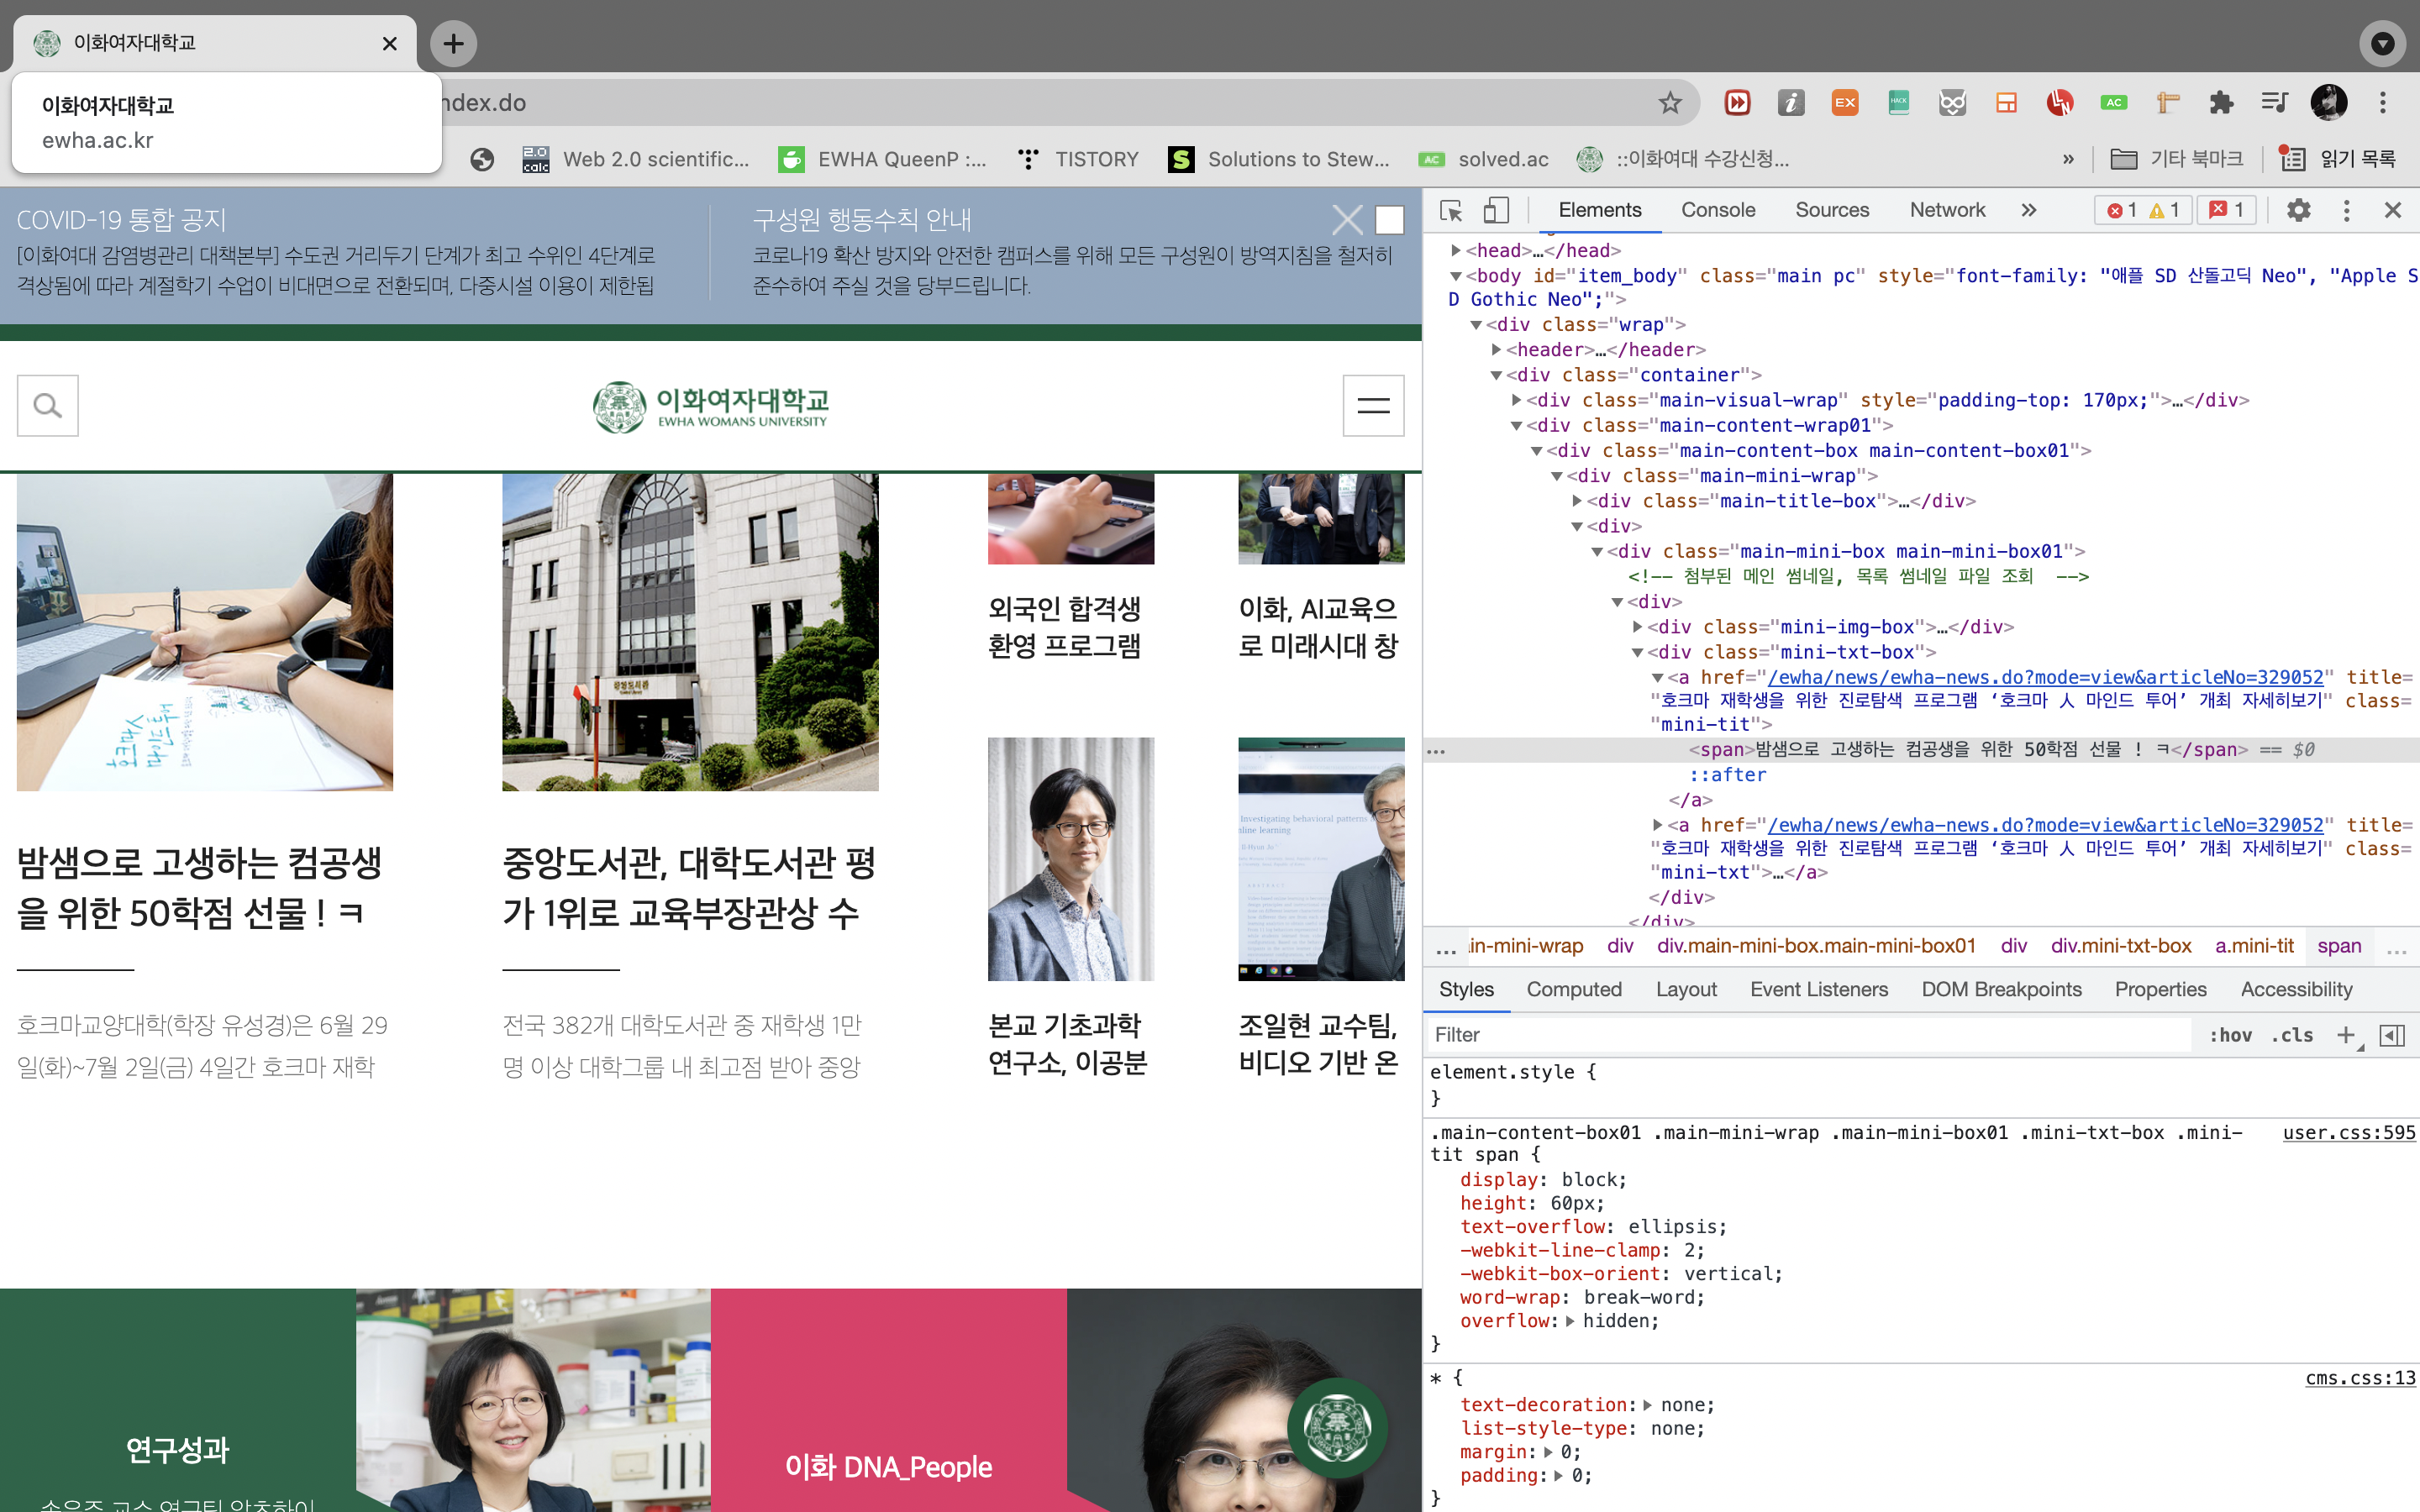 이화여자대학교
이화여자대학교
ewha.ac.kr
ndex.do
Web 2.0 scientific...
EWHA QueenP :...
TISTORY
Solutions to Stew...
solved.ac
::이화여대 수강신청...
»
기타 북마크
읽기 목록
COVID-19 통합 공지
[이화여대 감염병관리 대책본부] 수도권 거리두기 단계가 최고 수위인 4단계로
격상됨에 따라 계절학기 수업이 비대면으로 전환되며, 다중시설 이용이 제한됩
구성원 행동수칙 안내
코로나19 확산 방지와 안전한 캠퍼스를 위해 모든 구성원이 방역지침을 철저히
준수하여 주실 것을 당부드립니다.
이화여자대학교
EWHA WOMANS UNIVERSITY
외국인 합격생
환영 프로그램
이화, AI교육으
로 미래시대 창
밤샘으로 고생하는 컴공생
을 위한 50학점 선물 ! ㅋ
호크마교양대학(학장 유성경)은 6월 29
일(화)~7월 2일(금) 4일간 호크마 재학
중앙도서관, 대학도서관 평
가 1위로 교육부장관상 수
전국 382개 대학도서관 중 재학생 1만
명 이상 대학그룹 내 최고점 받아 중앙
본교 기초과학
연구소, 이공분
조일현 교수팀,
비디오 기반 온
연구성과
이화 DNA_People
Elements Console Sources Network » 1 1 1
<head>…</head>
<body id="item_body" class="main pc" style="font-family: "애플 SD 산돌고딕 Neo", "Apple S
D Gothic Neo";">
<div class="wrap">
<header>…</header>
<div class="container">
<div class="main-visual-wrap" style="padding-top: 170px;">…</div>
<div class="main-content-wrap01">
<div class="main-content-box main-content-box01">
<div class="main-mini-wrap">
<div class="main-title-box">…</div>
<div>
<div class="main-mini-box main-mini-box01">
<!-- 첨부된 메인 썸네일, 목록 썸네일 파일 조회  -->
<div>
<div class="mini-img-box">…</div>
<div class="mini-txt-box">
<a href="/ewha/news/ewha-news.do?mode=view&articleNo=329052" title=
"호크마 재학생을 위한 진로탐색 프로그램 ‘호크마 人 마인드 투어’ 개최 자세히보기" class=
"mini-tit">
<span>밤샘으로 고생하는 컴공생을 위한 50학점 선물 ! ㅋ</span> == $0
::after
</a>
<a href="/ewha/news/ewha-news.do?mode=view&articleNo=329052" title=
"호크마 재학생을 위한 진로탐색 프로그램 ‘호크마 人 마인드 투어’ 개최 자세히보기" class=
"mini-txt">…</a>
</div>
</div>
... in-mini-wrap div div.main-mini-box.main-mini-box01 div div.mini-txt-box a.mini-tit span ...
Styles Computed Layout Event Listeners DOM Breakpoints Properties Accessibility
Filter :hov .cls +
element.style {
}
.main-content-box01 .main-mini-wrap .main-mini-box01 .mini-txt-box .mini- user.css:595
tit span {
display: block;
height: 60px;
text-overflow: ellipsis;
-webkit-line-clamp: 2;
-webkit-box-orient: vertical;
word-wrap: break-word;
overflow: hidden;
}
* { cms.css:13
text-decoration: none;
list-style-type: none;
margin: 0;
padding: 0;
}